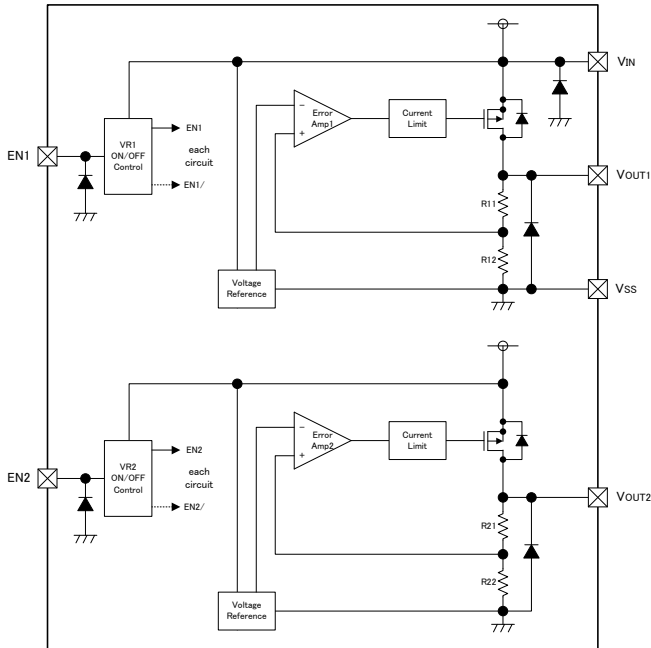 VIN
Error
Amp1
−
+
Current
Limit
EN1
VR1
ON/OFF
Control
EN1
each
circuit
EN1/
VOUT1
R11
R12
Voltage
Reference
VSS
Error
Amp2
−
+
Current
Limit
EN2
VR2
ON/OFF
Control
EN2
each
circuit
EN2/
VOUT2
R21
R22
Voltage
Reference